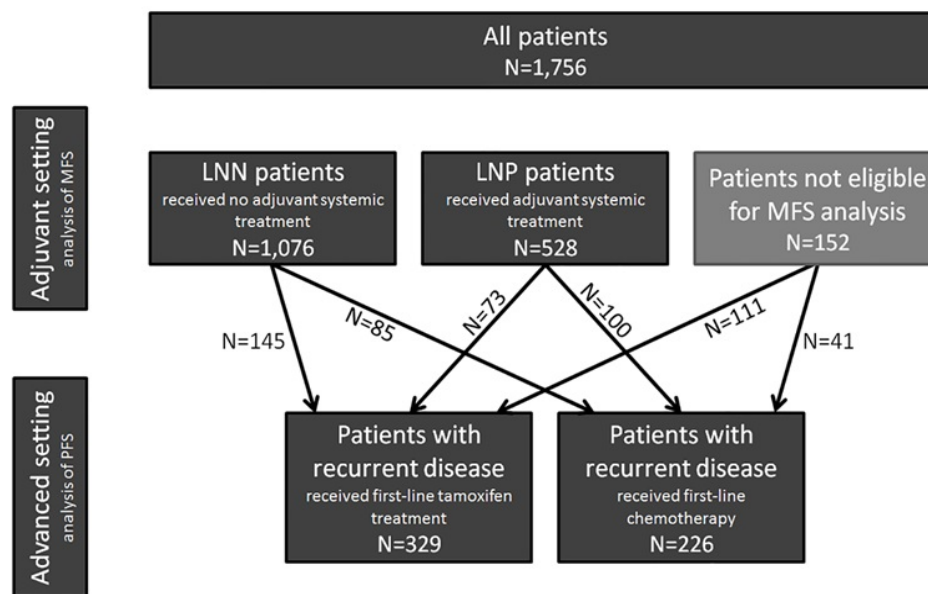 All patients
N=1,756
Adjuvant setting
analysis of MFS
LNN patients
received no adjuvant systemic
treatment
N=1,076
LNP patients
received adjuvant systemic
treatment
N=528
Patients not eligible
for MFS analysis
N=152
N=145
N=85
N=73
N=100
N=111
N=41
Advanced setting
analysis of PFS
Patients with
recurrent disease
received first-line tamoxifen
treatment
N=329
Patients with
recurrent disease
received first-line
chemotherapy
N=226